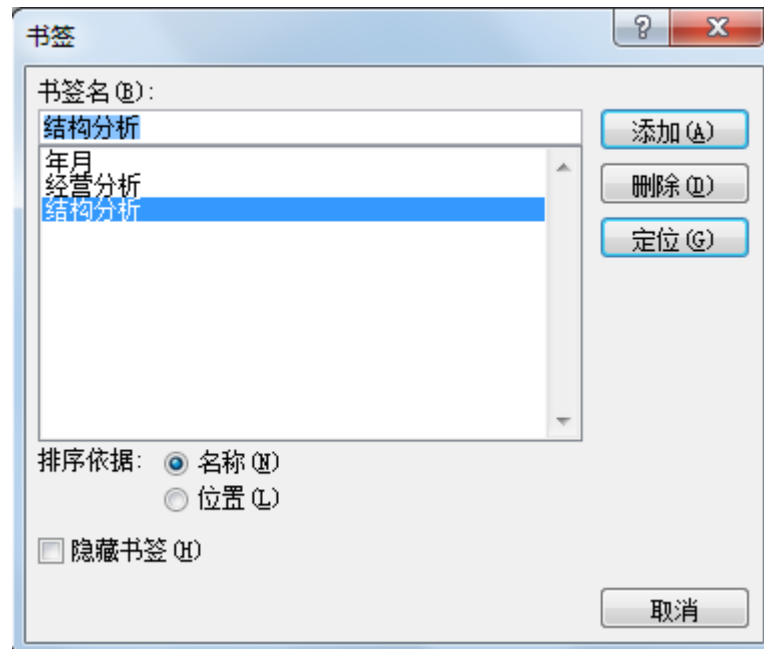 书签
书签名(B):
结构分析
添加(A)
年月
经营分析
结构分析
删除(D)
定位(G)
排序依据:
名称(N)
位置(L)
隐藏书签(H)
取消